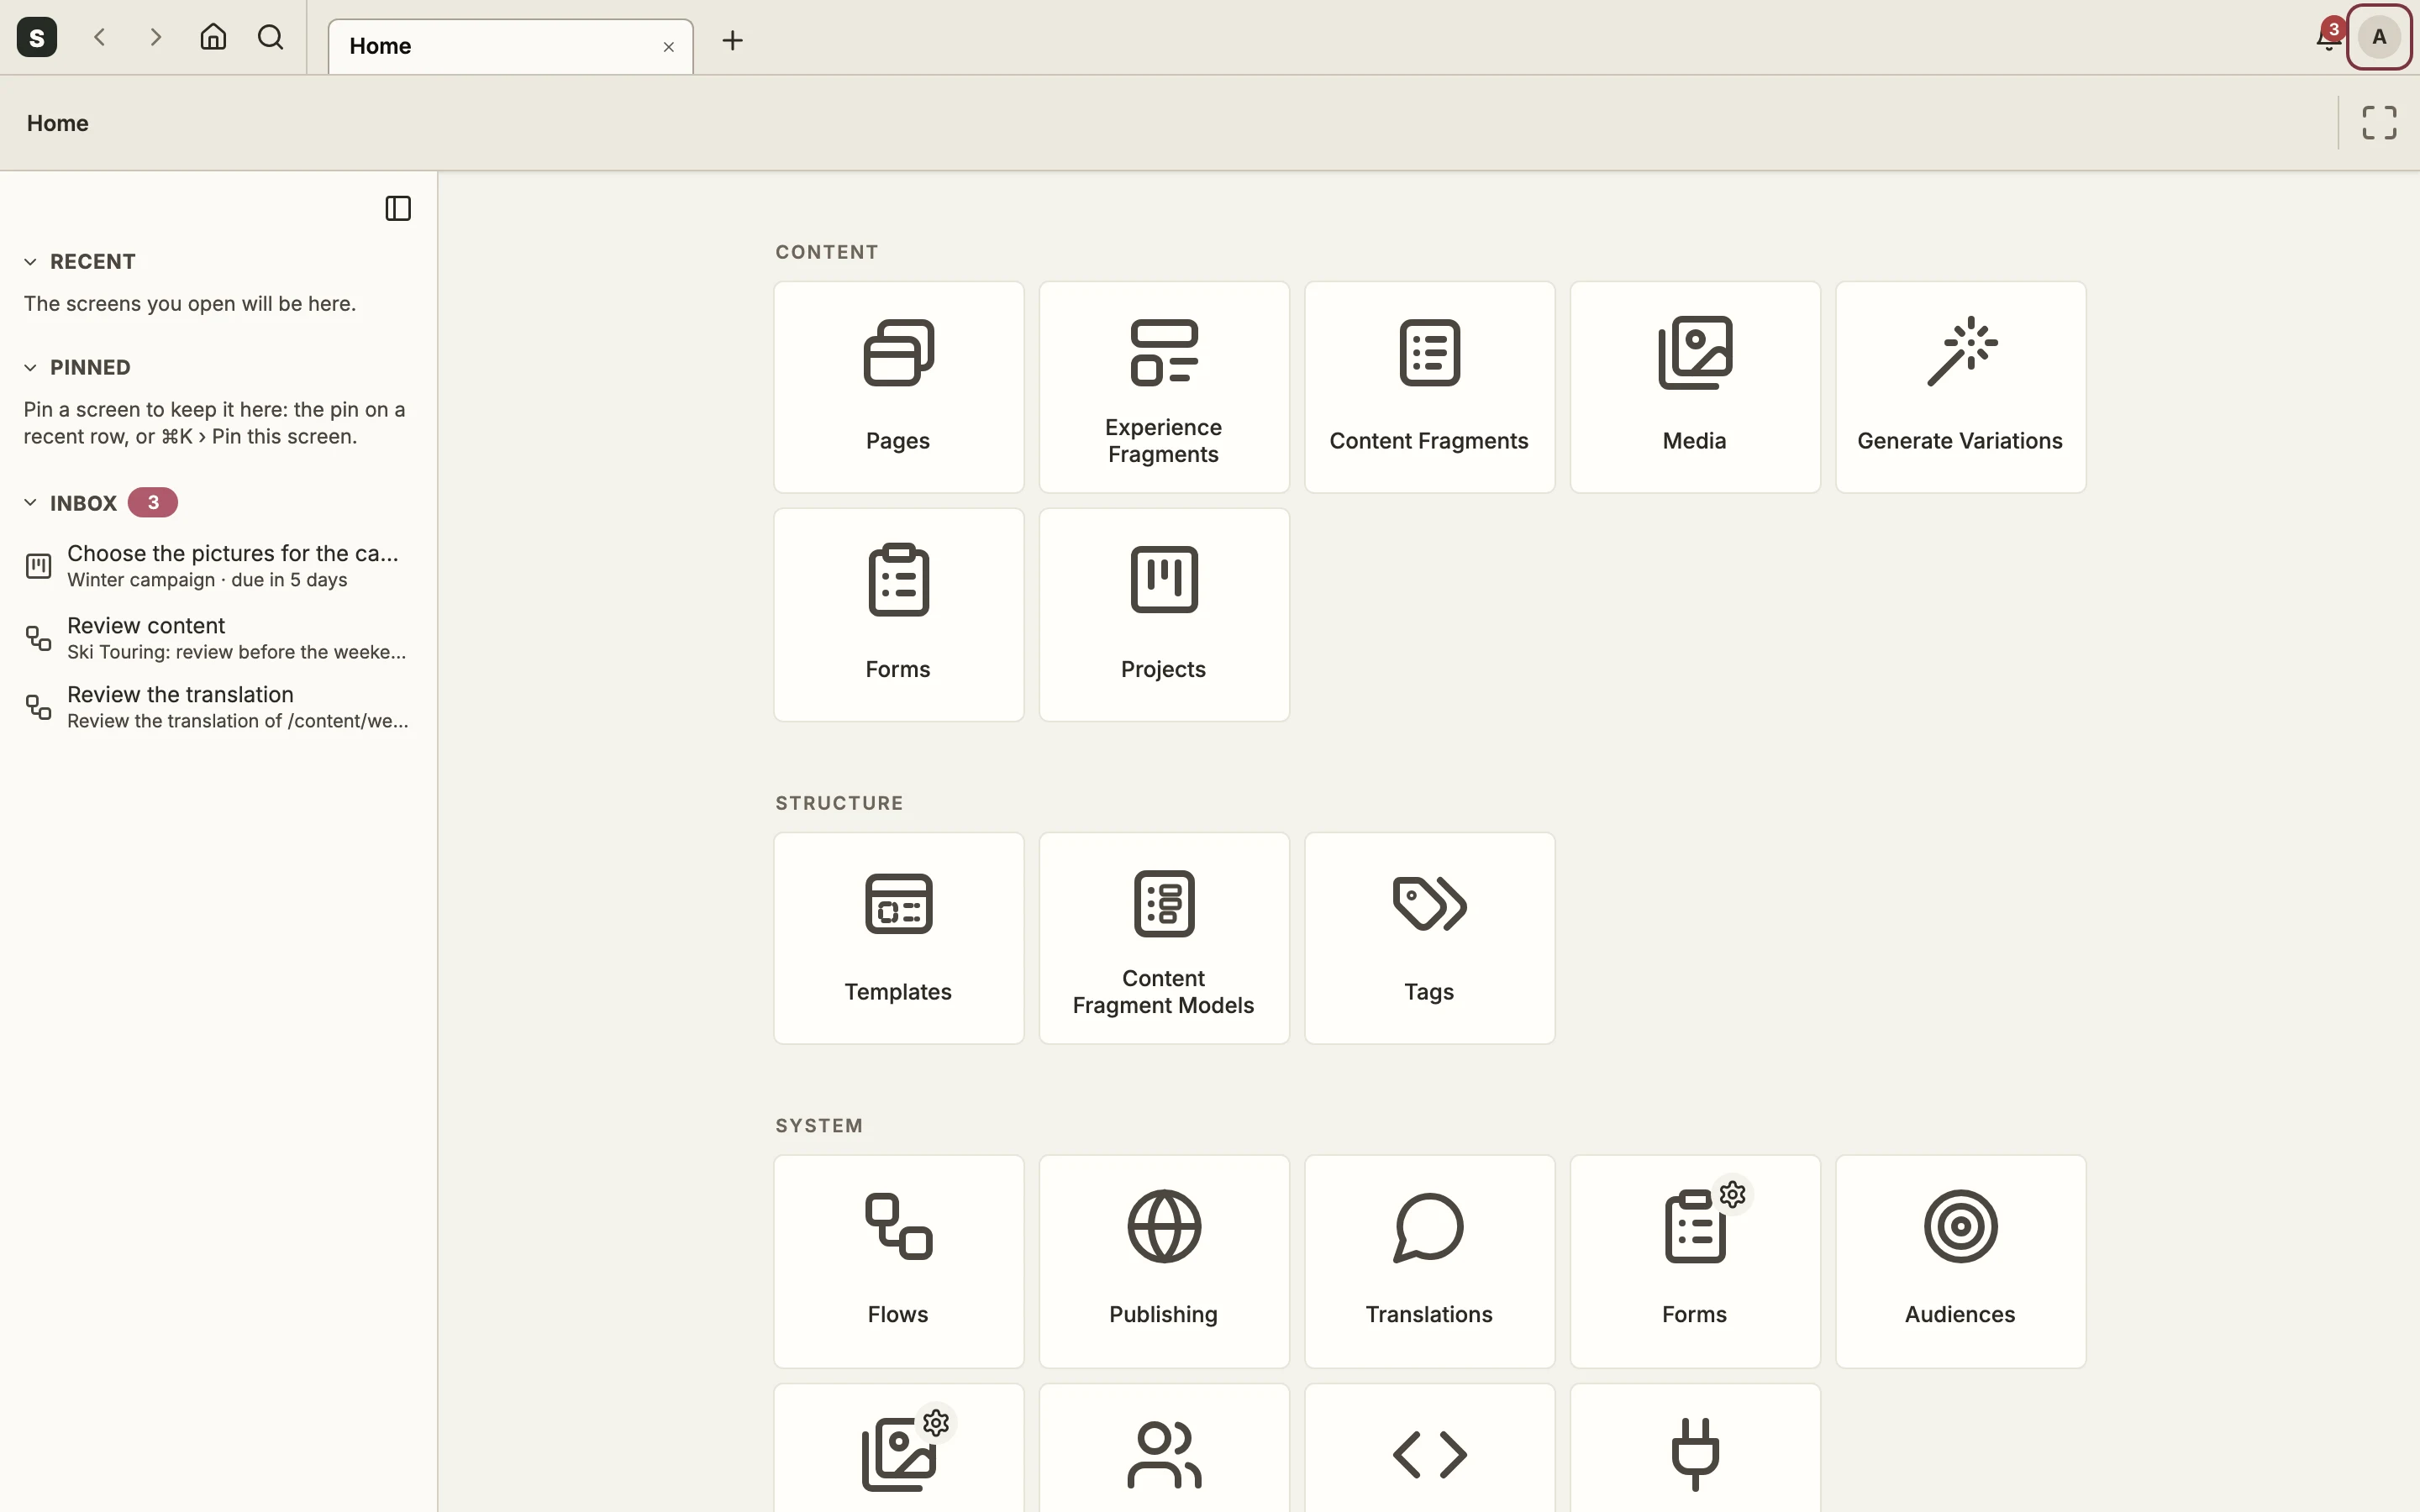 S
Home
3
A
Home
RECENT
The screens you open will be here.
PINNED
Pin a screen to keep it here: the pin on a
recent row, or ⌘K › Pin this screen.
INBOX 3
Choose the pictures for the ca...
Winter campaign · due in 5 days
Review content
Ski Touring: review before the weeke...
Review the translation
Review the translation of /content/we...
CONTENT
Pages
Experience
Fragments
Content Fragments
Media
Generate Variations
Forms
Projects
STRUCTURE
Templates
Content
Fragment Models
Tags
SYSTEM
Flows
Publishing
Translations
Forms
Audiences